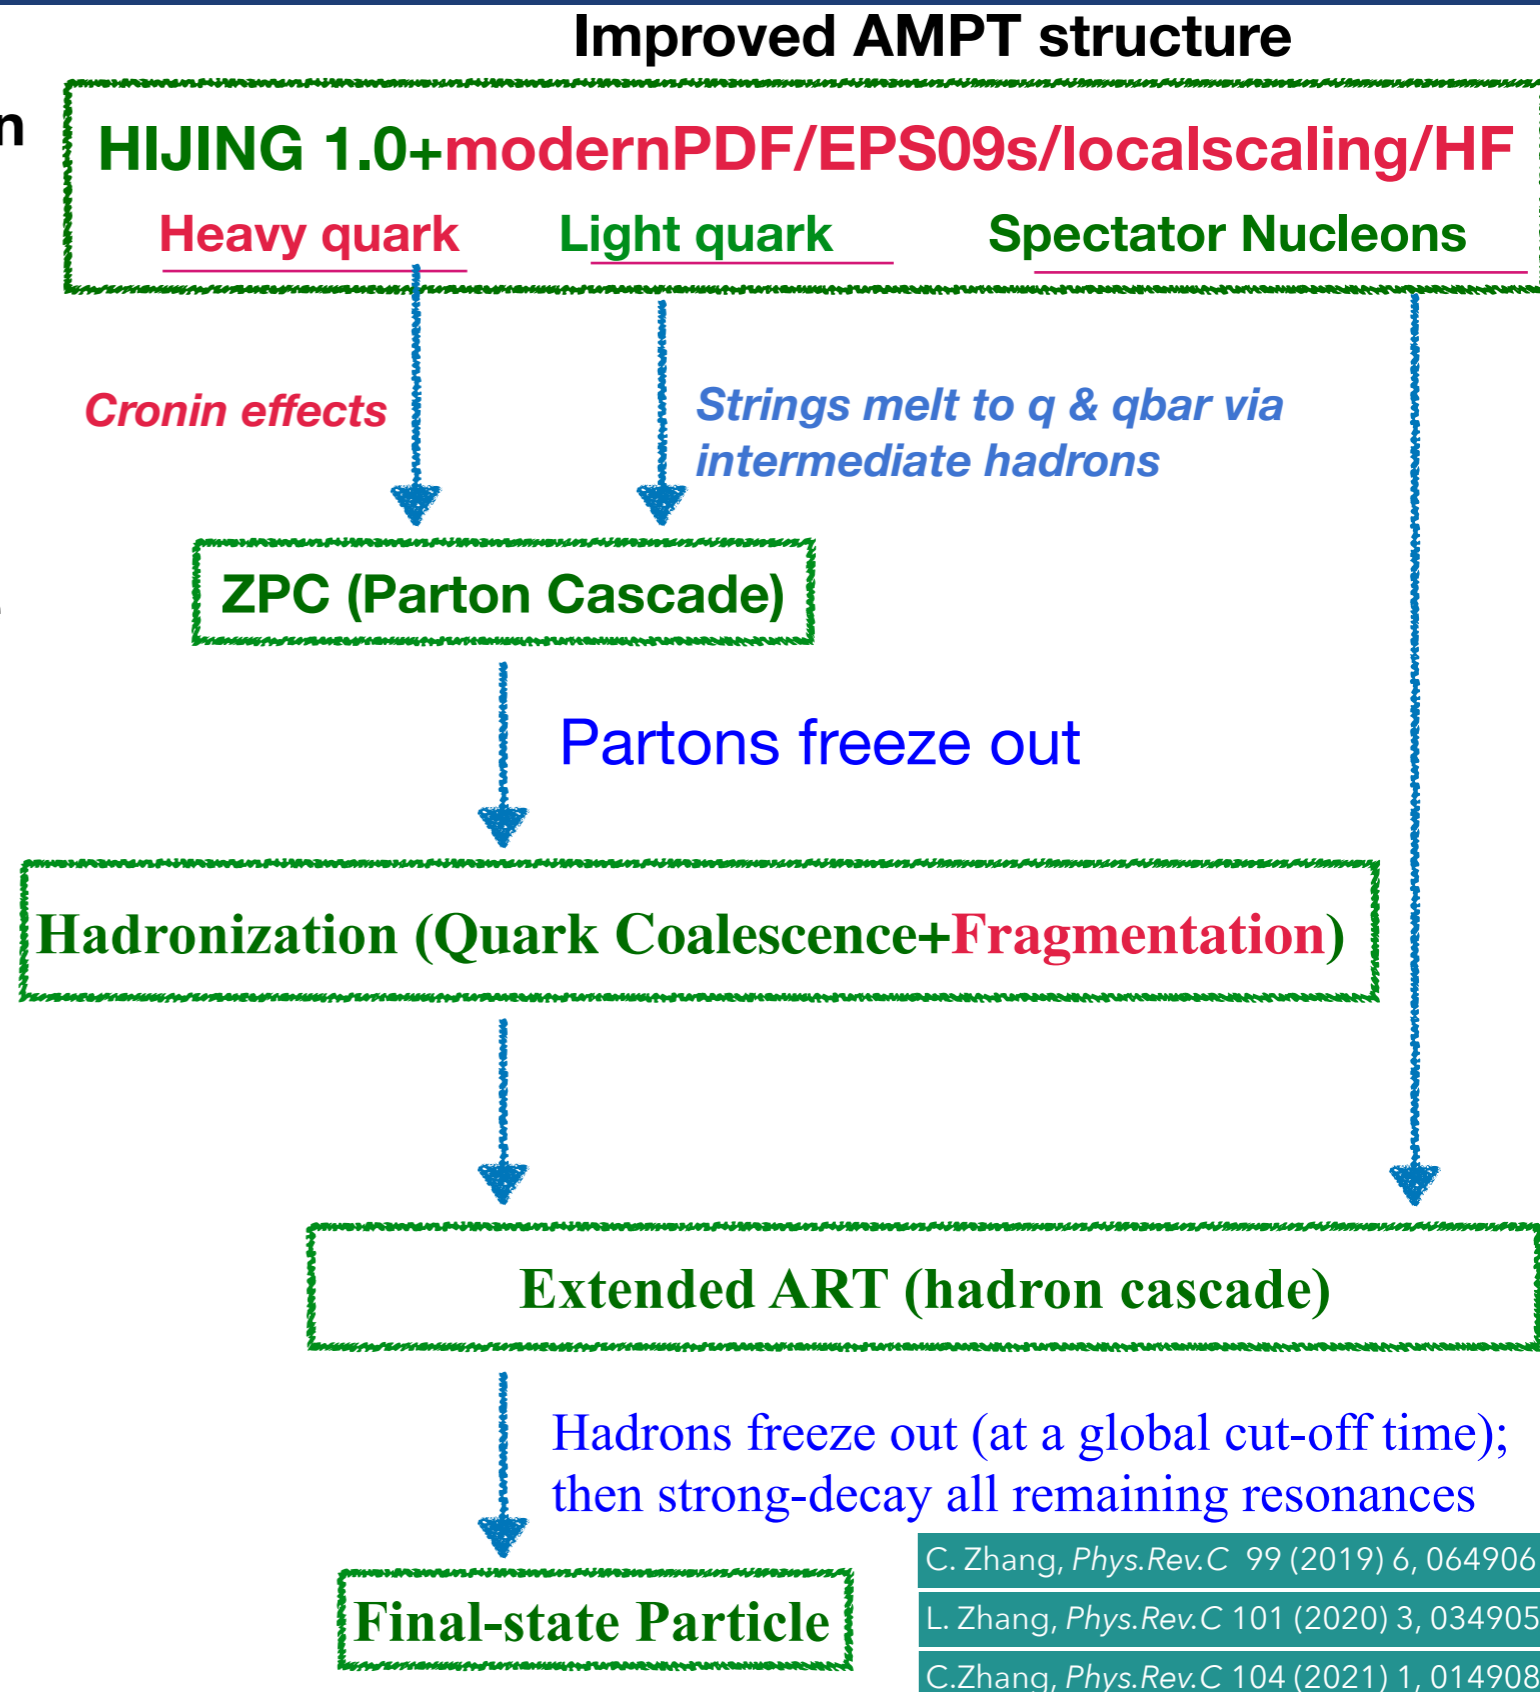 Improved AMPT structure
n
HIJING 1.0+modernPDF/EPS09s/localscaling/HF
Heavy quark Light quark Spectator Nucleons
Cronin effects
Strings melt to q & qbar via
intermediate hadrons
ZPC (Parton Cascade)
Partons freeze out
Hadronization (Quark Coalescence+Fragmentation)
Extended ART (hadron cascade)
Hadrons freeze out (at a global cut-off time);
then strong-decay all remaining resonances
Final-state Particle
C. Zhang, Phys.Rev.C 99 (2019) 6, 064906
L. Zhang, Phys.Rev.C 101 (2020) 3, 034905
C.Zhang, Phys.Rev.C 104 (2021) 1, 014908